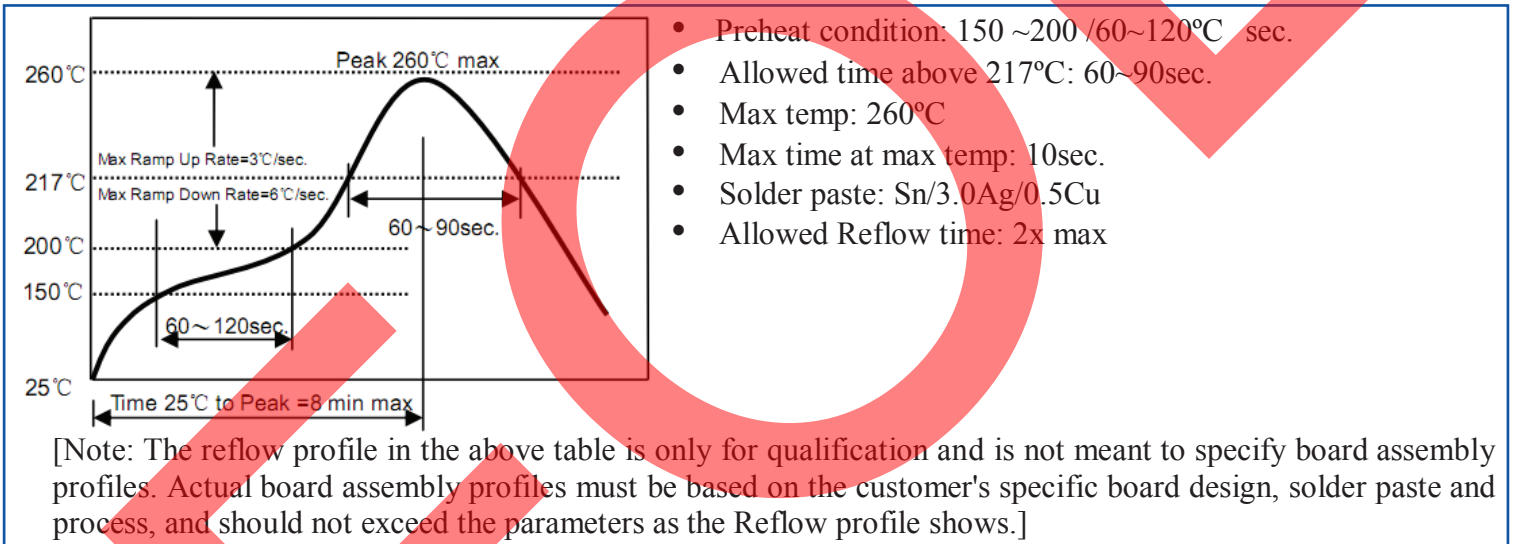 260℃
Peak 260℃ max
Max Ramp Up Rate=3℃/sec.
217℃
Max Ramp Down Rate=6℃/sec.
60~90sec.
200℃
150℃
60~120sec.
25℃
Time 25℃ to Peak =8 min max
• Preheat condition: 150 ~200 /60~120ºC sec.
• Allowed time above 217ºC: 60~90sec.
• Max temp: 260ºC
• Max time at max temp: 10sec.
• Solder paste: Sn/3.0Ag/0.5Cu
• Allowed Reflow time: 2x max
[Note: The reflow profile in the above table is only for qualification and is not meant to specify board assembly
profiles. Actual board assembly profiles must be based on the customer's specific board design, solder paste and
process, and should not exceed the parameters as the Reflow profile shows.]